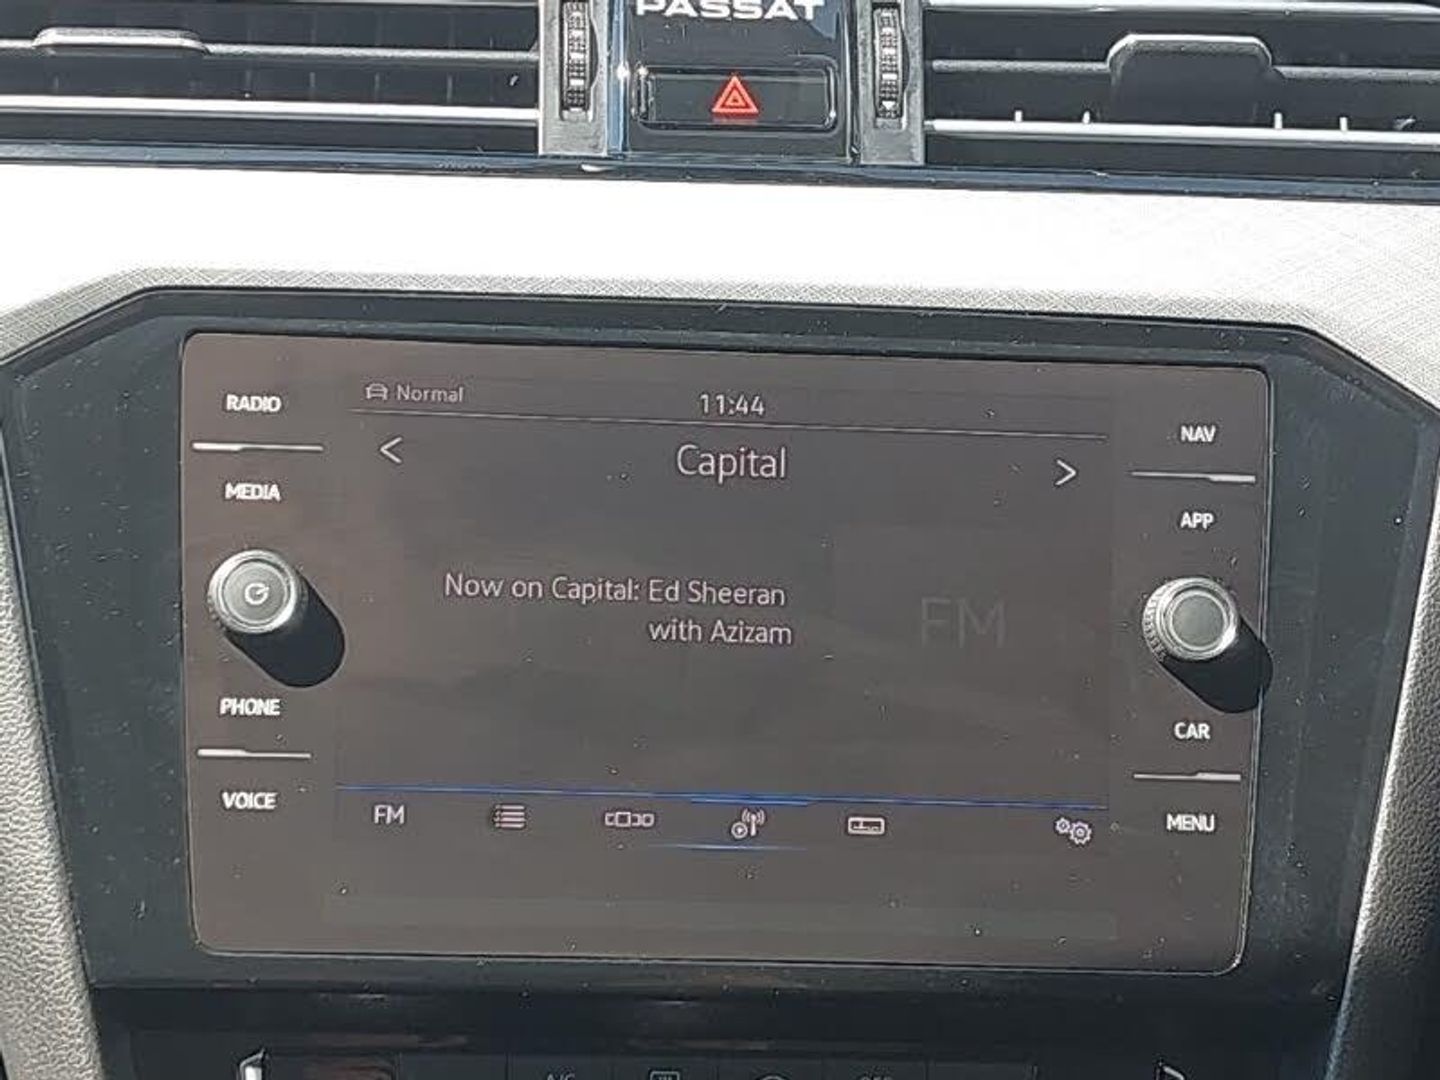 PASSAT
RADIO
MEDIA
PHONE
VOICE
Normal
11:44
Capital
Now on Capital: Ed Sheeran
with Azizam
FM
FM
NAV
APP
CAR
MENU
A/C